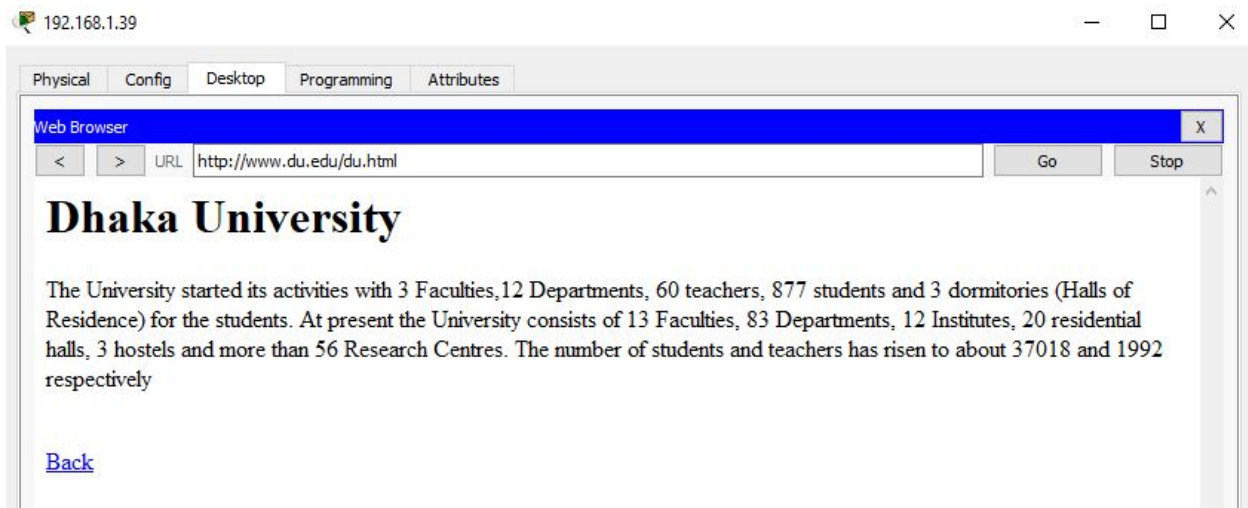 192.168.1.39
Physical Config Desktop Programming Attributes
Web Browser X
< > URL http://www.du.edu/du.html Go Stop
Dhaka University
The University started its activities with 3 Faculties,12 Departments, 60 teachers, 877 students and 3 dormitories (Halls of
Residence) for the students. At present the University consists of 13 Faculties, 83 Departments, 12 Institutes, 20 residential
halls, 3 hostels and more than 56 Research Centres. The number of students and teachers has risen to about 37018 and 1992
respectively
Back